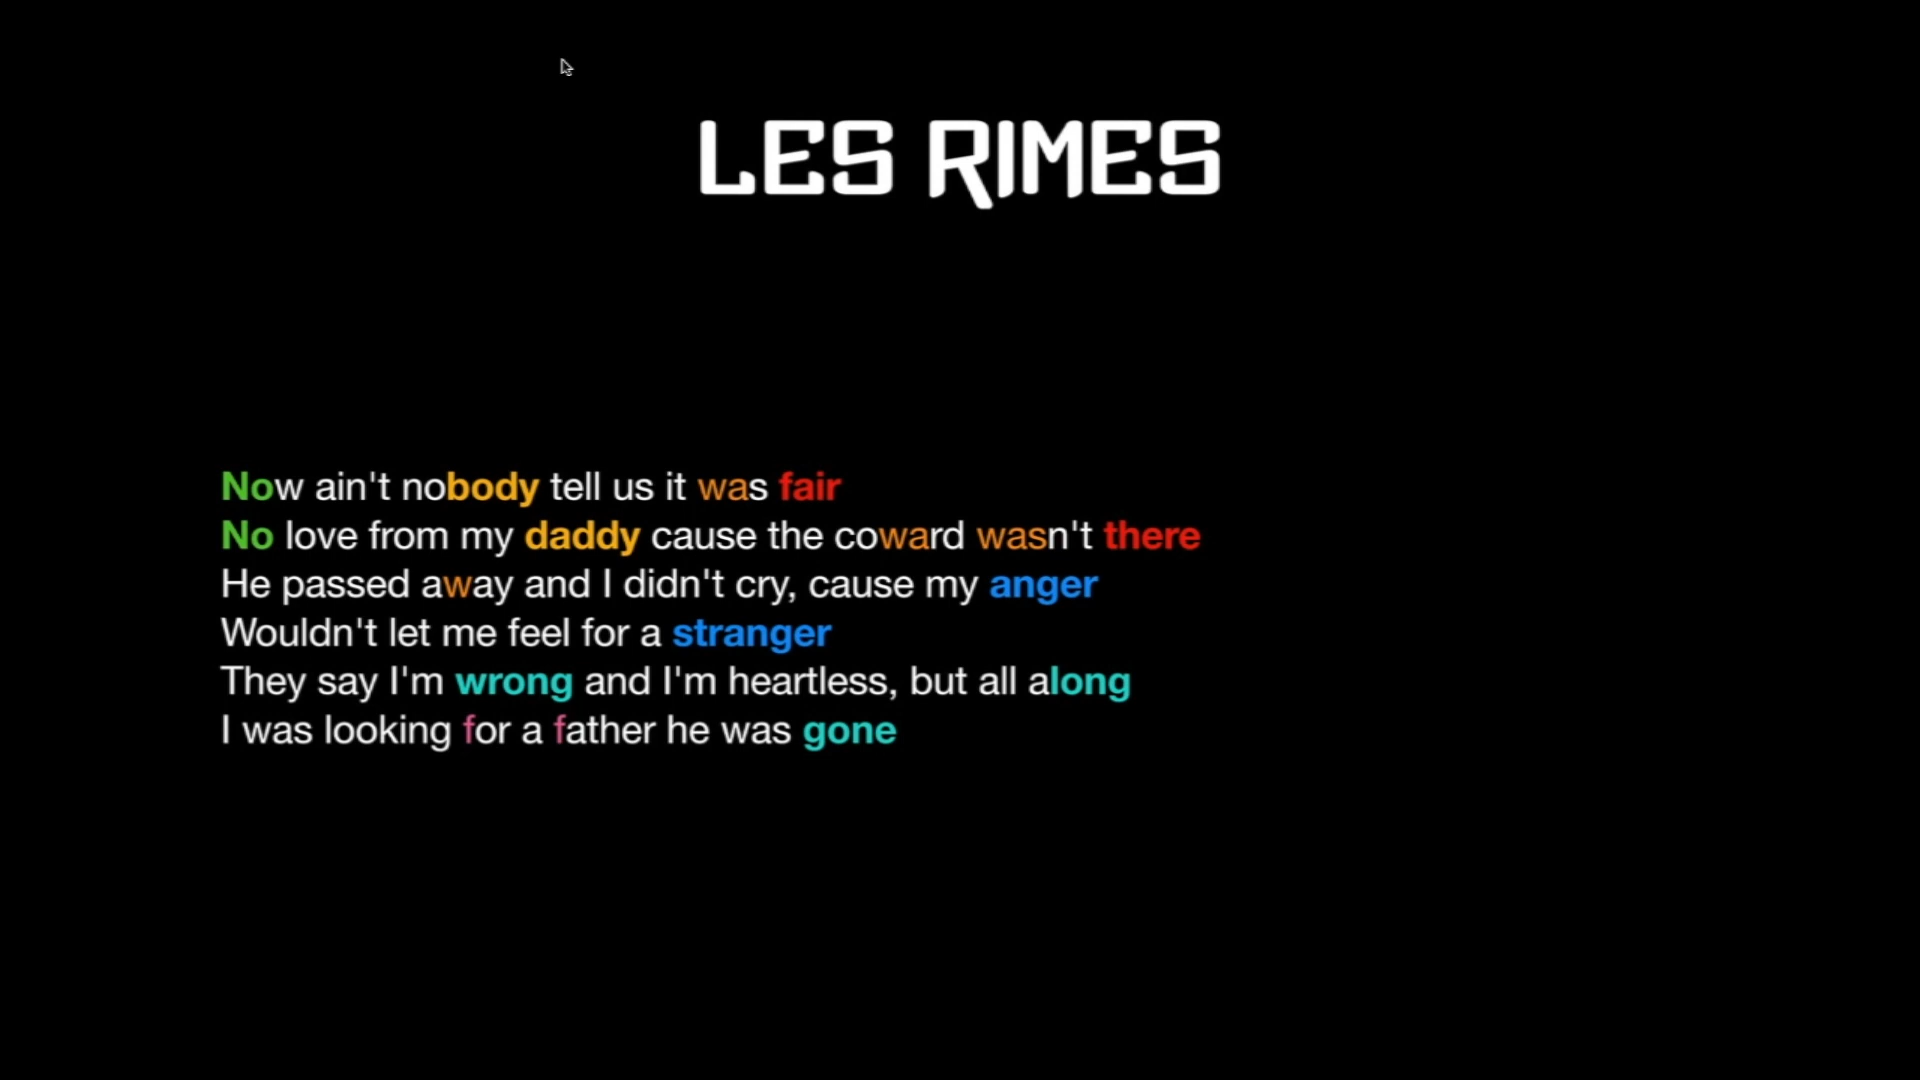 LES RIMES
Now ain't nobody tell us it was fair
No love from my daddy cause the coward wasn't there
He passed away and I didn't cry, cause my anger
Wouldn't let me feel for a stranger
They say I'm wrong and I'm heartless, but all along
I was looking for a father he was gone